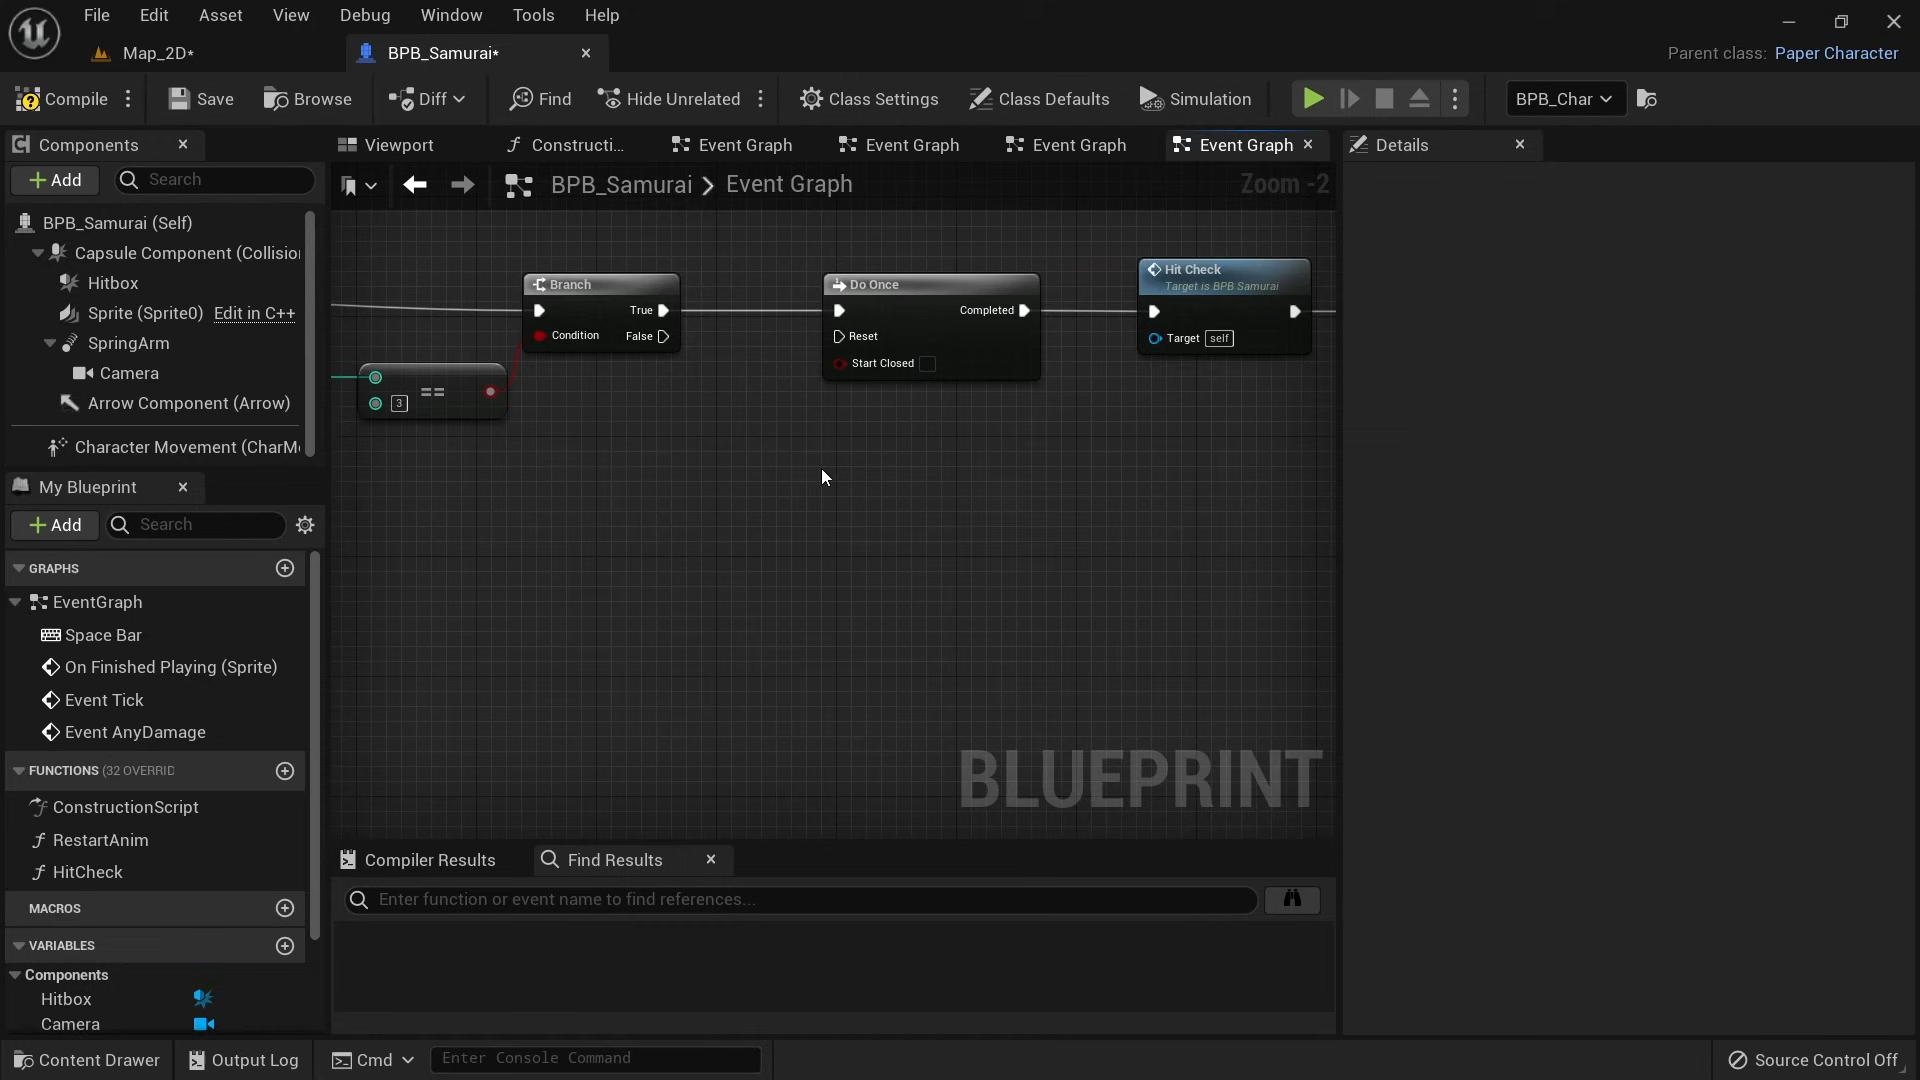 File Edit Asset View Debug Window Tools Help
Map_2D*
BPB_Samurai*
Parent class: Paper Character
Compile Save Browse Diff Find Hide Unrelated Class Settings Class Defaults Simulation BPB_Char
Components
Add Search
BPB_Samurai (Self)
Capsule Component (Collisio
Hitbox
Sprite (Sprite0) Edit in C++
SpringArm
Camera
Arrow Component (Arrow)
Character Movement (CharM
My Blueprint
Add Search
GRAPHS
EventGraph
Space Bar
On Finished Playing (Sprite)
Event Tick
Event AnyDamage
FUNCTIONS (32 OVERRID
ConstructionScript
RestartAnim
HitCheck
MACROS
VARIABLES
Components
Hitbox
Camera
Viewport Constructi... Event Graph Event Graph Event Graph Event Graph
BPB_Samurai > Event Graph Zoom -2
Branch
True
Condition False
3 ==
Do Once
Completed
Reset
Start Closed
Hit Check
Target is BPB Samurai
Target self
BLUEPRINT
Compiler Results Find Results
Enter function or event name to find references...
Details
Content Drawer Output Log Cmd Enter Console Command Source Control Off